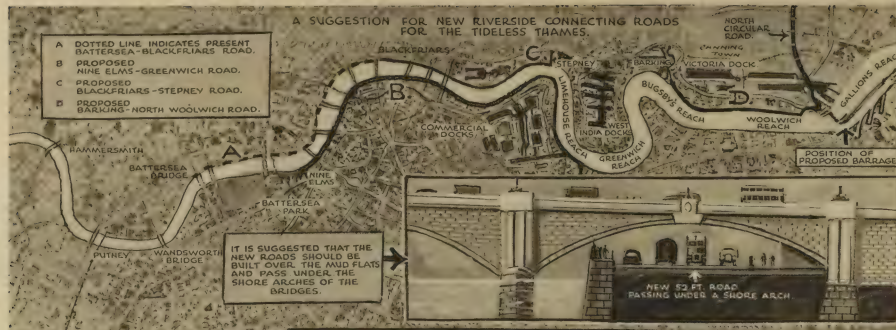 A SUGGESTION FOR NEW RIVERSIDE CONNECTING ROADS
FOR THE TIDELESS THAMES.
A DOTTED LINE INDICATES PRESENT
BATTERSEA–BLACKFRIARS ROAD.
B PROPOSED
NINE ELMS–GREENWICH ROAD.
C PROPOSED
BLACKFRIARS–STEPNEY ROAD.
D PROPOSED
BARKING–NORTH WOOLWICH ROAD.
NORTH
CIRCULAR
ROAD.
BLACKFRIARS
C
STEPNEY
BARKING
CANNING
TOWN
VICTORIA DOCK
B
LIMEHOUSE REACH
WEST
INDIA DOCK
BUGSBY'S REACH
D
GALLION'S REACH
COMMERCIAL
DOCKS.
WOOLWICH
REACH
GREENWICH
REACH
POSITION OF
PROPOSED BARRAGE
HAMMERSMITH
A
BATTERSEA
BRIDGE
NINE
ELMS
BATTERSEA
PARK
PUTNEY
WANDSWORTH
BRIDGE
IT IS SUGGESTED THAT THE
NEW ROADS SHOULD BE
BUILT OVER THE MUD FLATS
AND PASS UNDER THE
SHORE ARCHES OF THE
BRIDGES.
NEW 52 FT. ROAD
PASSING UNDER A SHORE ARCH.